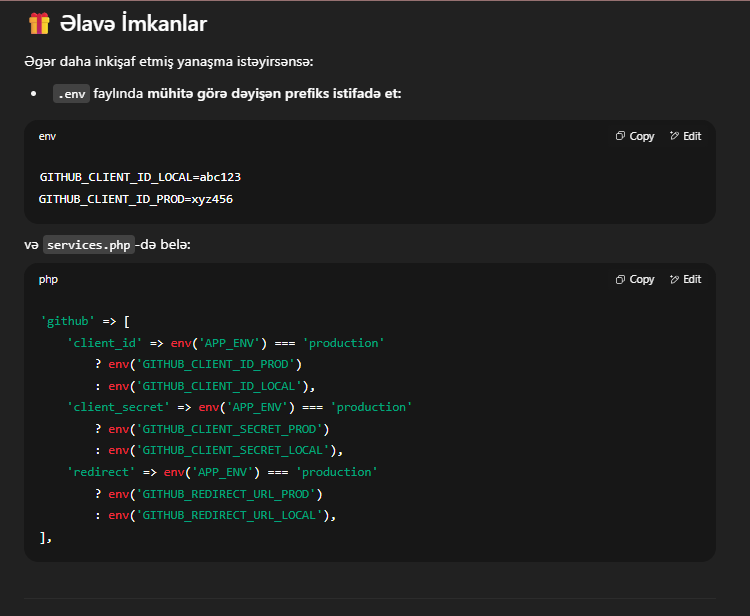 🎁 Əlavə İmkanlar
Əgər daha inkişaf etmiş yanaşma istəyirsənsə:
• .env faylında mühitə görə dəyişən prefiks istifadə et:
env Copy Edit
GITHUB_CLIENT_ID_LOCAL=abc123
GITHUB_CLIENT_ID_PROD=xyz456
və services.php-də belə:
php Copy Edit
'github' => [
    'client_id' => env('APP_ENV') === 'production'
        ? env('GITHUB_CLIENT_ID_PROD')
        : env('GITHUB_CLIENT_ID_LOCAL'),
    'client_secret' => env('APP_ENV') === 'production'
        ? env('GITHUB_CLIENT_SECRET_PROD')
        : env('GITHUB_CLIENT_SECRET_LOCAL'),
    'redirect' => env('APP_ENV') === 'production'
        ? env('GITHUB_REDIRECT_URL_PROD')
        : env('GITHUB_REDIRECT_URL_LOCAL'),
],